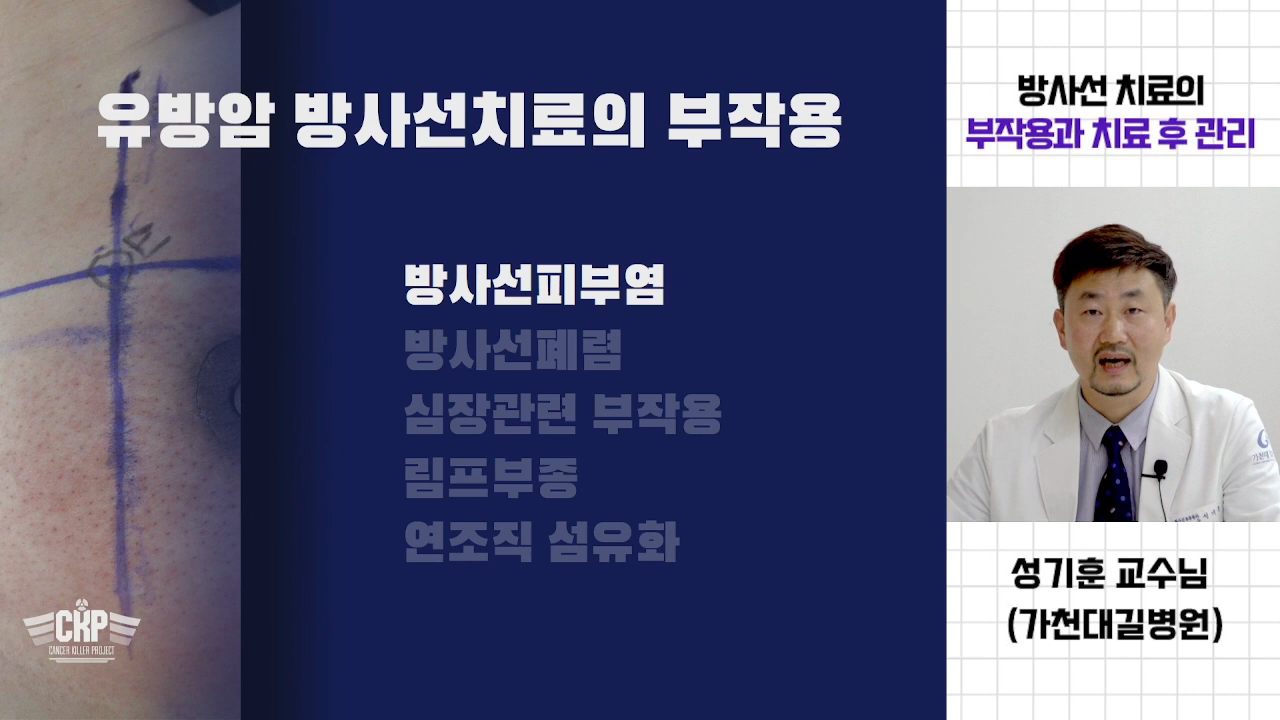 유방암 방사선치료의 부작용
방사선피부염
방사선폐렴
심장관련 부작용
림프부종
연조직 섬유화
CKP
CANCER KILLER PROJECT
방사선 치료의
부작용과 치료 후 관리
성기훈 교수님
(가천대길병원)